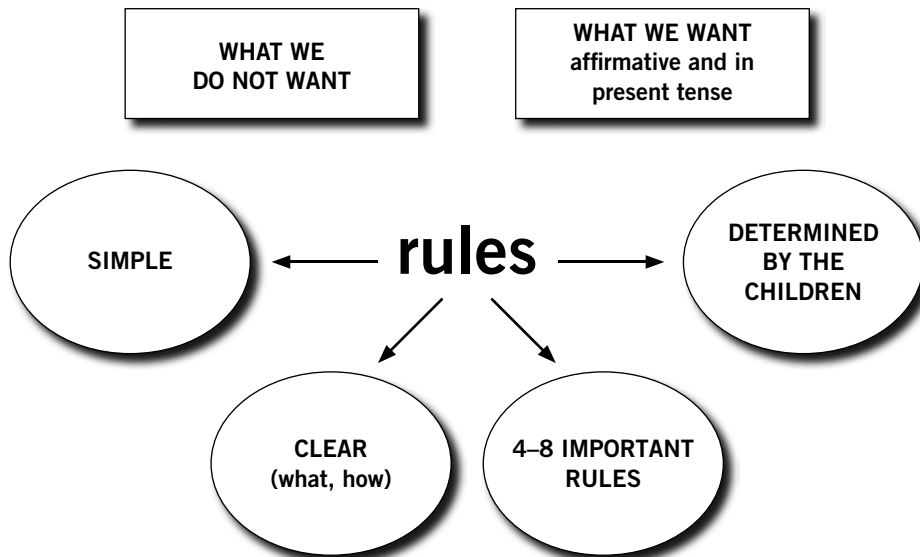 WHAT WE
DO NOT WANT
WHAT WE WANT
affirmative and in
present tense
SIMPLE
rules
DETERMINED
BY THE
CHILDREN
CLEAR
(what, how)
4–8 IMPORTANT
RULES